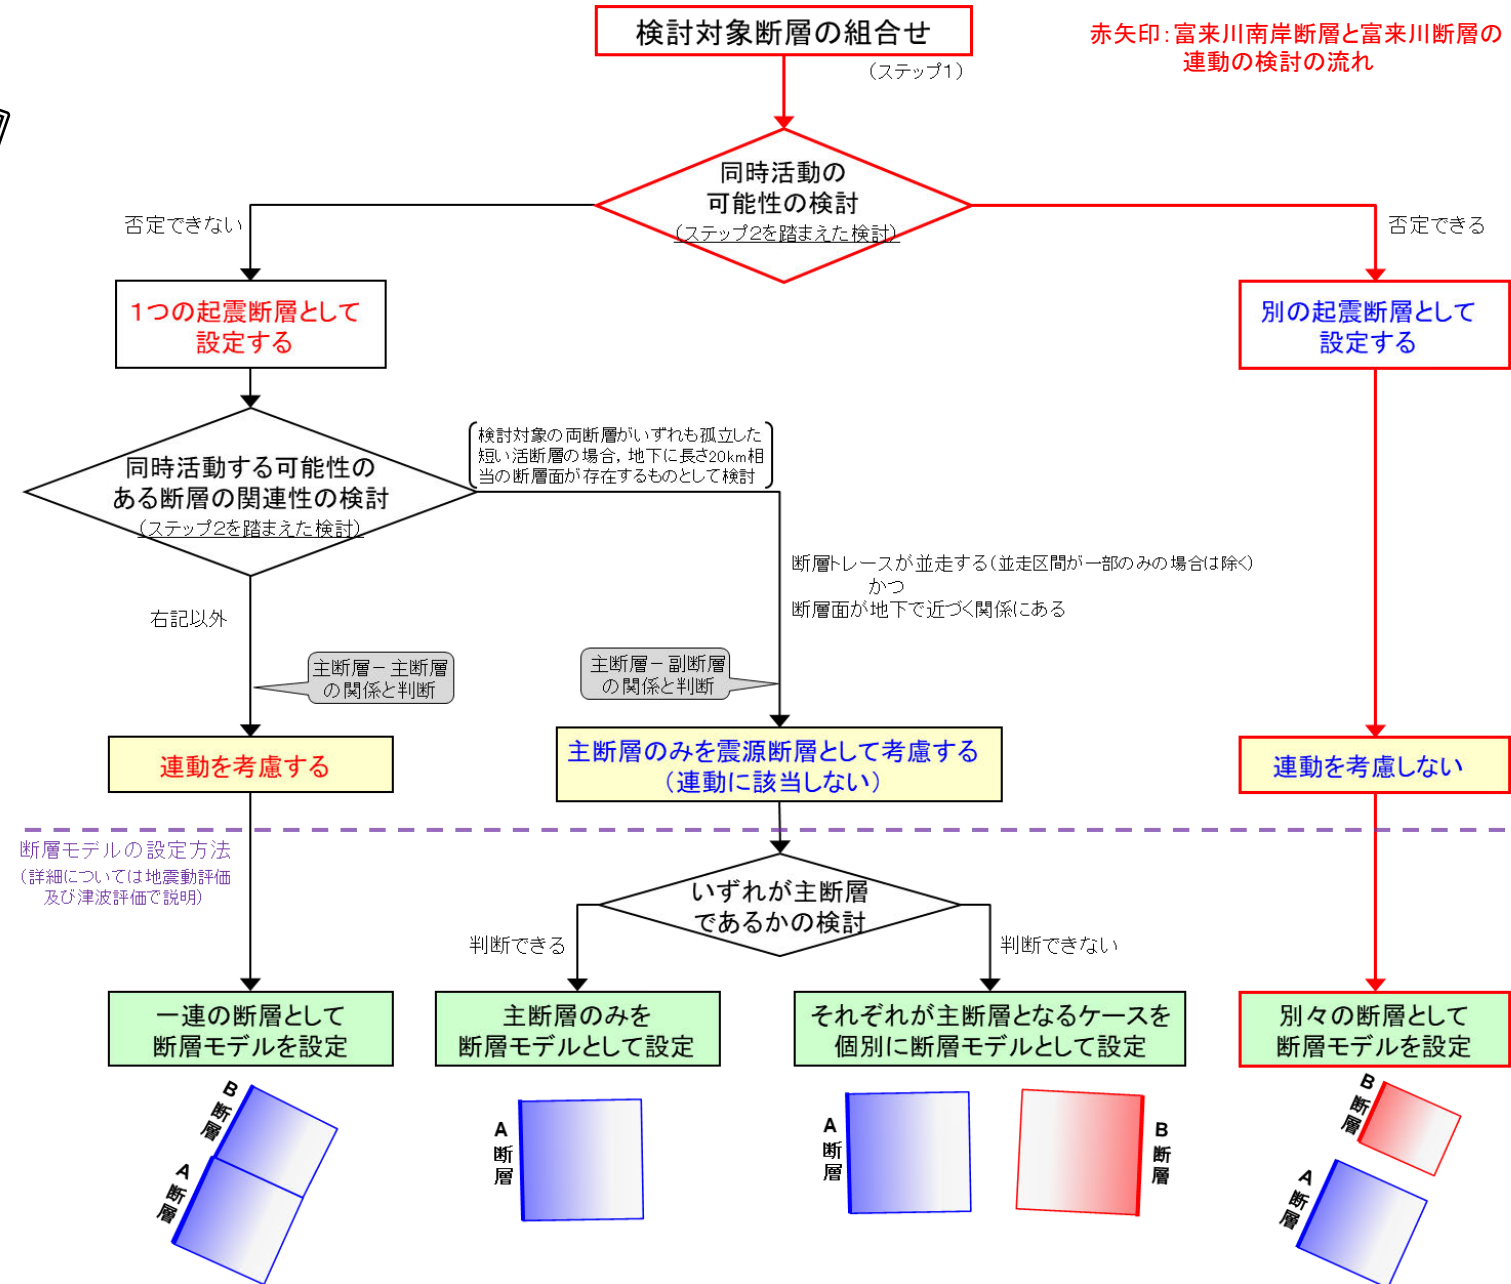 検討対象断層の組合せ
(ステップ1)
赤矢印:富来川南岸断層と富来川断層の
連動の検討の流れ
同時活動の
可能性の検討
(ステップ2を踏まえた検討)
否定できない
否定できる
1つの起震断層として
設定する
別の起震断層として
設定する
検討対象の両断層がいずれも孤立した
短い活断層の場合,地下に長さ20km相
当の断層面が存在するものとして検討
同時活動する可能性の
ある断層の関連性の検討
(ステップ2を踏まえた検討)
断層トレースが並走する(並走区間が一部のみの場合は除く)
かつ
断層面が地下で近づく関係にある
右記以外
主断層-主断層
の関係と判断
主断層-副断層
の関係と判断
連動を考慮する
主断層のみを震源断層として考慮する
(連動に該当しない)
連動を考慮しない
断層モデルの設定方法
(詳細については地震動評価
及び津波評価で説明)
いずれが主断層
であるかの検討
判断できる
判断できない
一連の断層として
断層モデルを設定
主断層のみを
断層モデルとして設定
それぞれが主断層となるケースを
個別に断層モデルとして設定
別々の断層として
断層モデルを設定
B断層
A断層
A断層
A断層
B断層
B断層
A断層